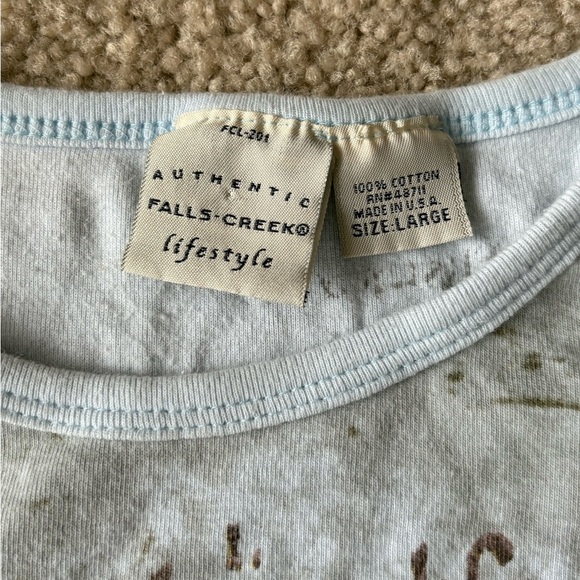 FCL-201
AUTHENTIC
FALLS-CREEK®
lifestyle
100% COTTON
RN#48711
MADE IN U.S.A.
SIZE:LARGE